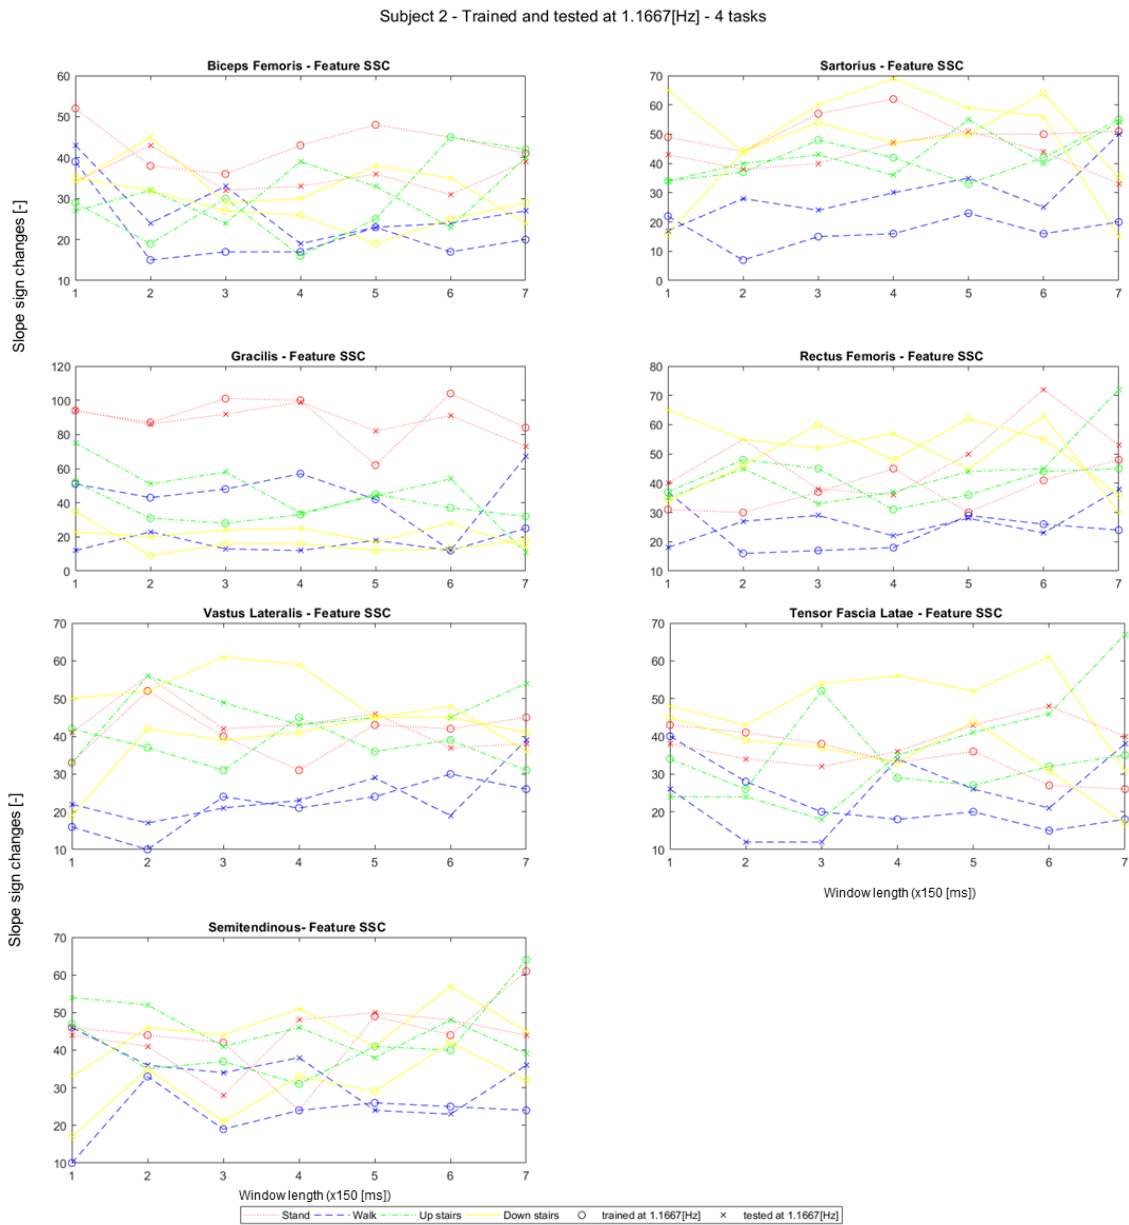 Subject 2 - Trained and tested at 1.1667[Hz] - 4 tasks
Biceps Femoris - Feature SSC
60
50
40
30
20
10
1 2 3 4 5 6 7
Sartorius - Feature SSC
70
60
50
40
30
20
10
0
1 2 3 4 5 6 7
Slope sign changes [-]
Gracilis - Feature SSC
120
100
80
60
40
20
0
1 2 3 4 5 6 7
Rectus Femoris - Feature SSC
80
70
60
50
40
30
20
10
1 2 3 4 5 6 7
Vastus Lateralis - Feature SSC
70
60
50
40
30
20
10
1 2 3 4 5 6 7
Tensor Fascia Latae - Feature SSC
70
60
50
40
30
20
10
1 2 3 4 5 6 7
Window length (x150 [ms])
Slope sign changes [-]
Semitendinous- Feature SSC
70
60
50
40
30
20
10
1 2 3 4 5 6 7
Window length (x150 [ms])
Stand Walk Up stairs Down stairs trained at 1.1667[Hz] tested at 1.1667[Hz]